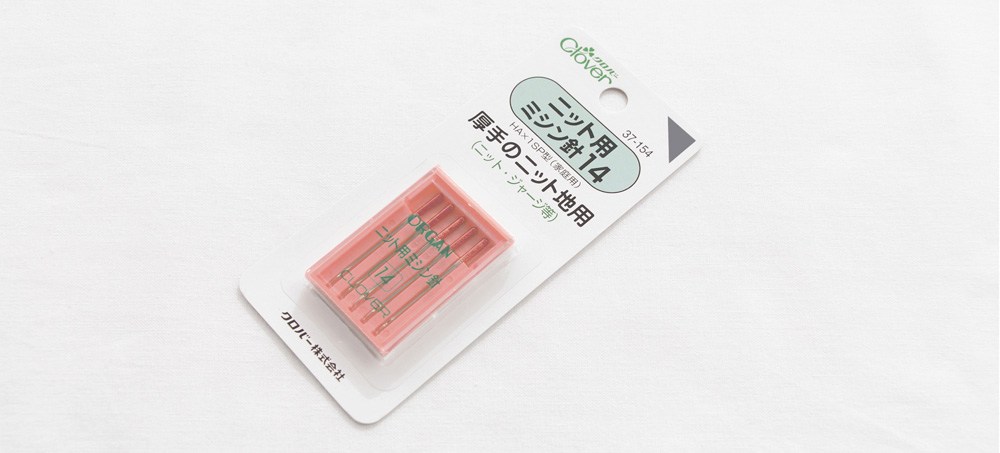 クロバー
Clover
37-154
ニット用
ミシン針14
HA×1SP型(家庭用)
厚手のニット地用
(ニット・ジャージ等)
ORGAN
ニット用ミシン針
14
CLOVER
クロバー株式会社